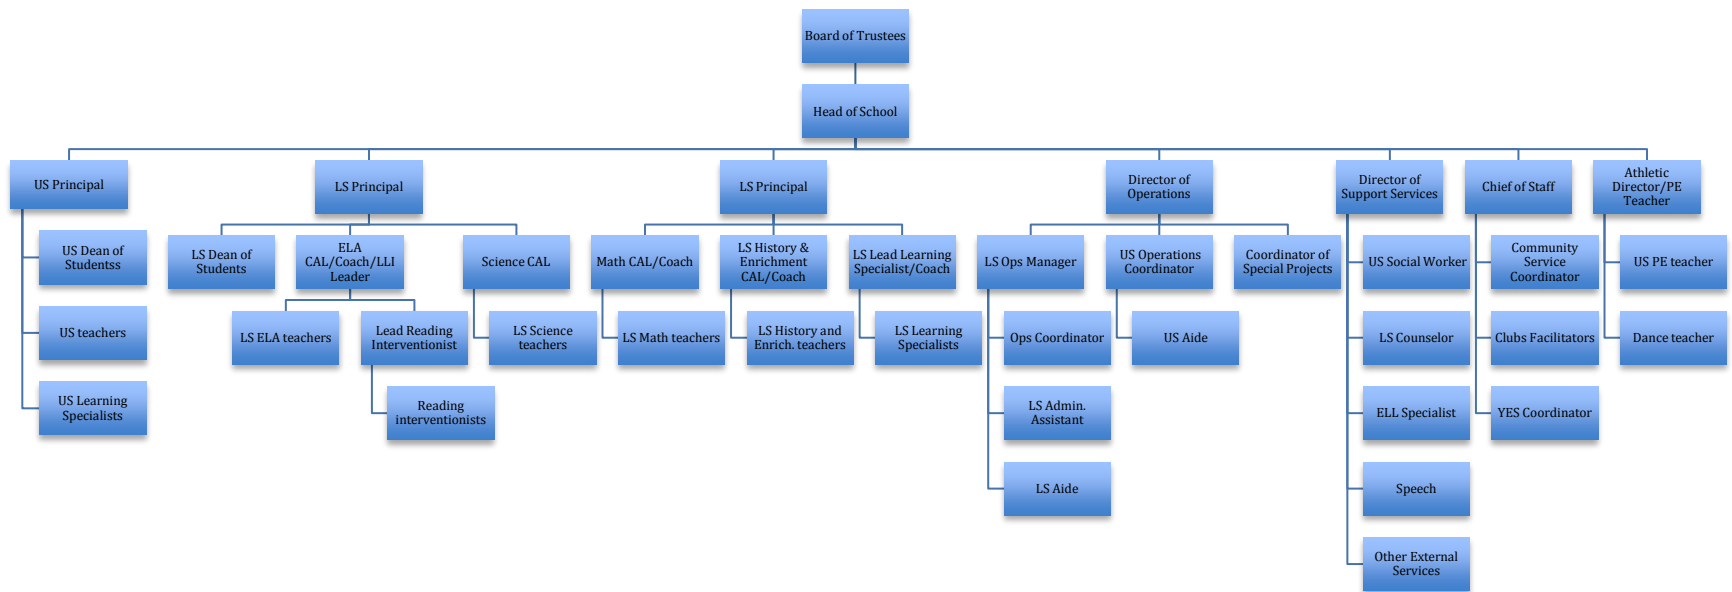 Board of Trustees
Head of School
US Principal
LS Principal
LS Principal
Director of
Operations
Director of
Support Services
Chief of Staff
Athletic
Director/PE
Teacher
US Dean of
Studentss
US teachers
US Learning
Specialists
LS Dean of
Students
ELA
CAL/Coach/LLI
Leader
LS ELA teachers
Lead Reading
Interventionist
Reading
interventionists
Science CAL
LS Science
teachers
Math CAL/Coach
LS Math teachers
LS History &
Enrichment
CAL/Coach
LS History and
Enrich. teachers
LS Lead Learning
Specialist/Coach
LS Learning
Specialists
LS Ops Manager
Ops Coordinator
LS Admin.
Assistant
LS Aide
US Operations
Coordinator
US Aide
Coordinator of
Special Projects
US Social Worker
LS Counselor
ELL Specialist
Speech
Other External
Services
Community
Service
Coordinator
Clubs Facilitators
YES Coordinator
US PE teacher
Dance teacher